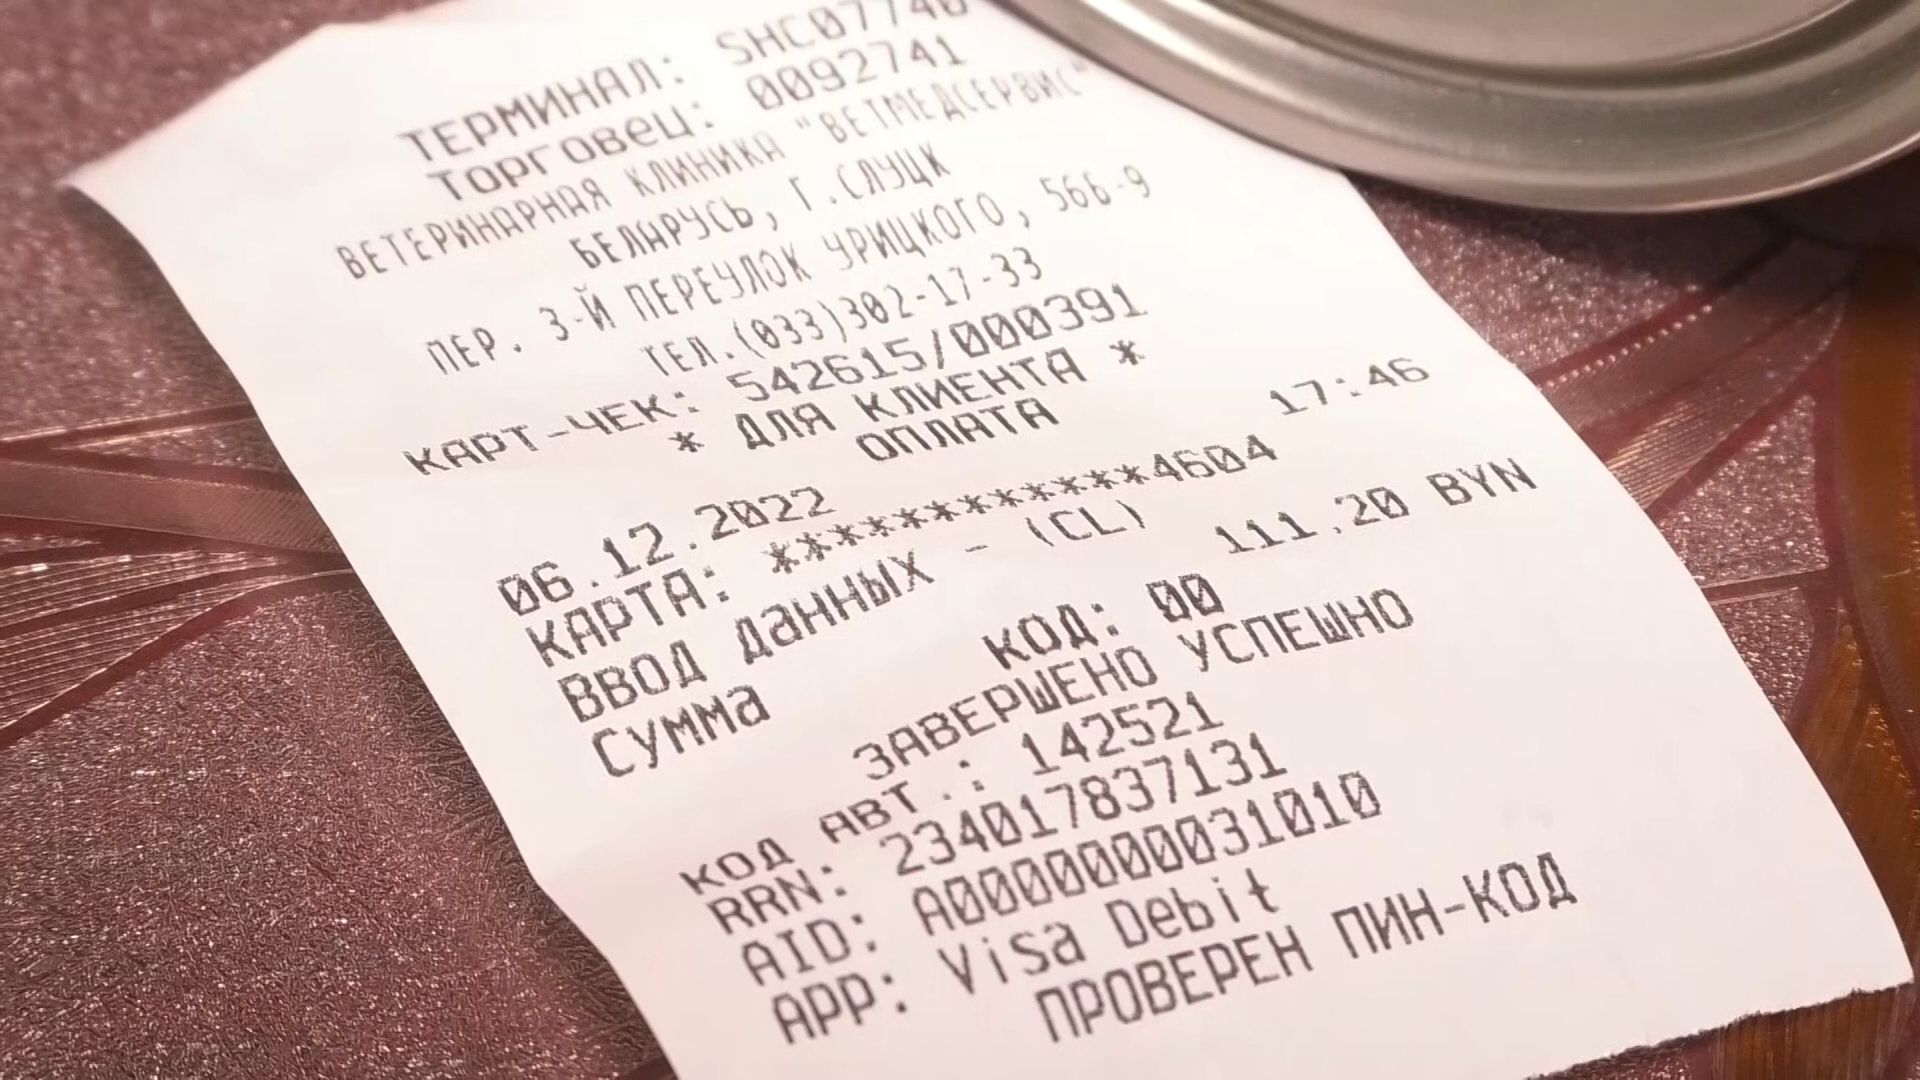 ТЕРМИНАЛ: SHC07740
ТОРГОВЕЦ: 0092741
ВЕТЕРИНАРНАЯ КЛИНИКА "ВЕТМЕДСЕРВИС"
БЕЛАРУСЬ, Г.СЛУЦК
ПЕР. 3-Й ПЕРЕУЛОК УРИЦКОГО, 566-9
ТЕЛ.(033)302-17-33
КАРТ-ЧЕК: 542615/000391
* ДЛЯ КЛИЕНТА *
ОПЛАТА
06.12.2022 17:46
КАРТА: ************4604
ВВОД ДАННЫХ - (CL)
СУММА 111,20 BYN
КОД: 00
ЗАВЕРШЕНО УСПЕШНО
КОД АВТ.: 142521
RRN: 234017837131
AID: A0000000031010
APP: Visa Debit
ПРОВЕРЕН ПИН-КОД